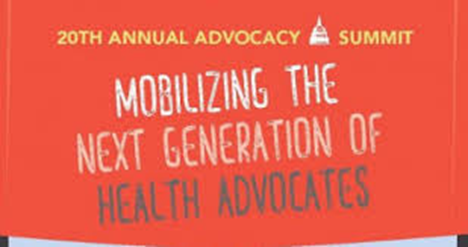 20TH ANNUAL ADVOCACY SUMMIT
MOBILIZING THE
NEXT GENERATION OF
HEALTH ADVOCATES